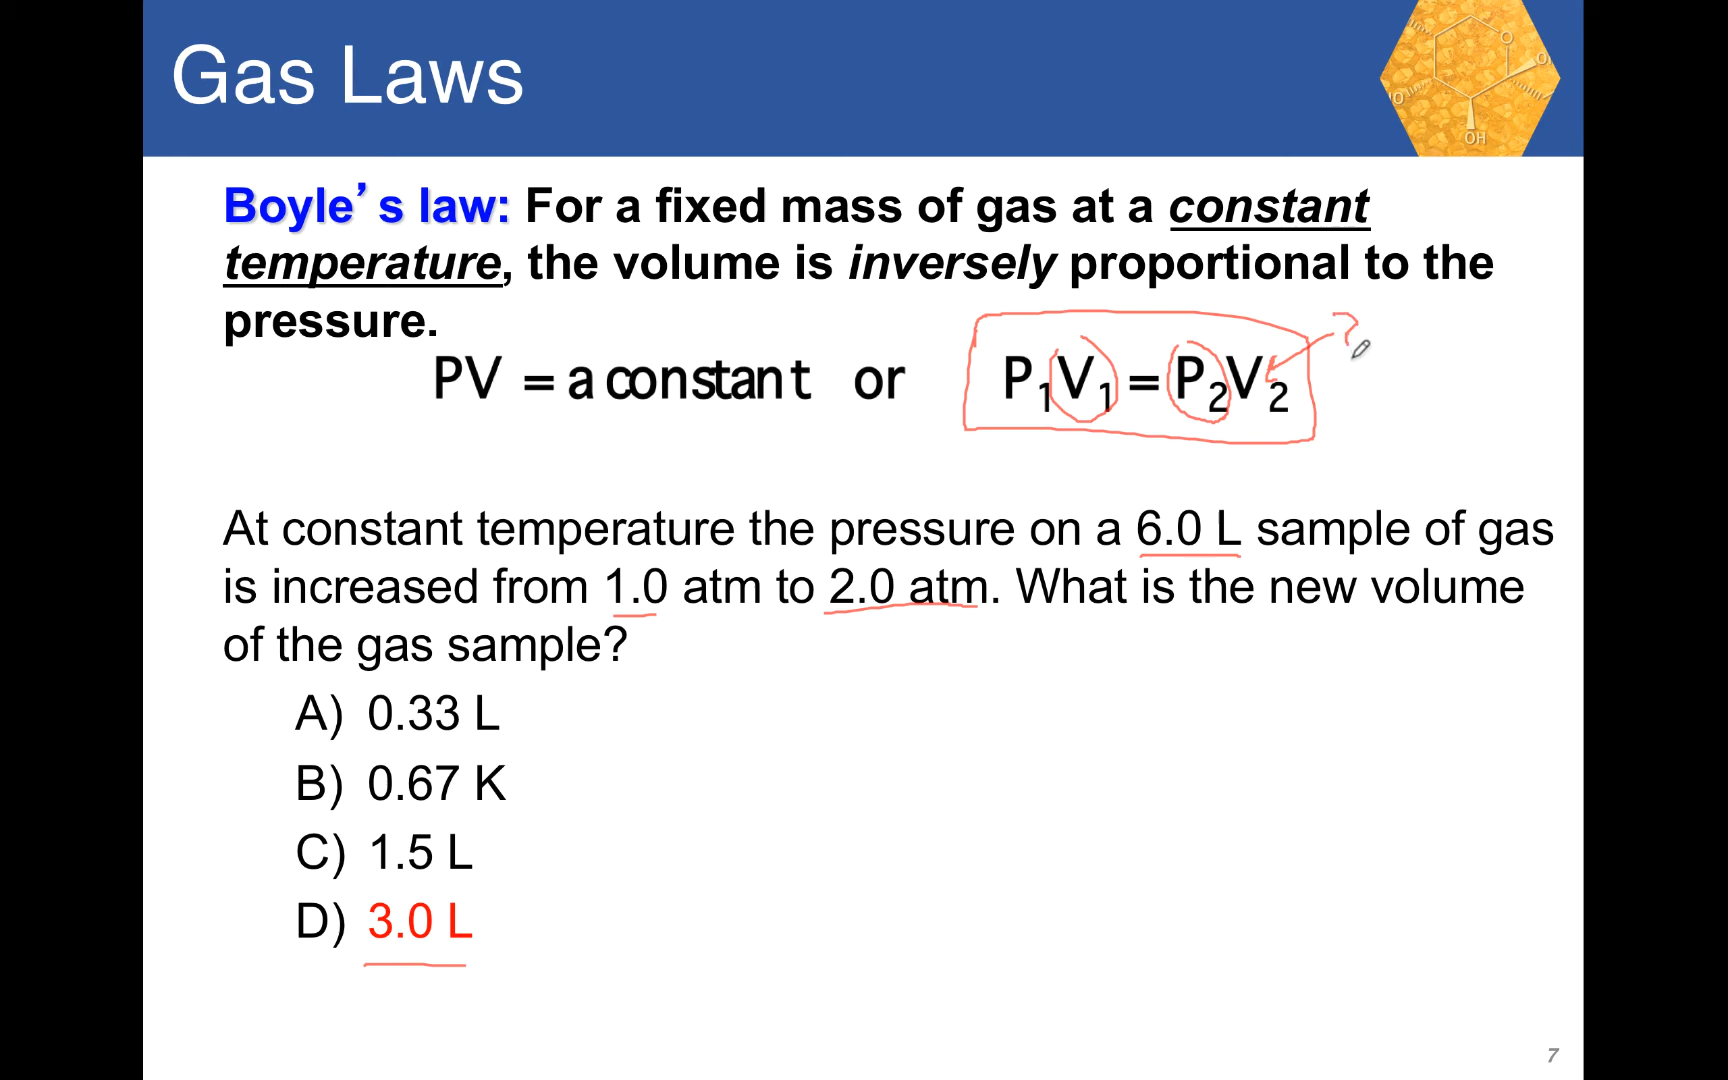 Gas Laws
O
O
O
OH
Boyle’s law: For a fixed mass of gas at a constant
temperature, the volume is inversely proportional to the
pressure.
?
PV = a constant or P₁V₁ = P₂V₂
At constant temperature the pressure on a 6.0 L sample of gas
is increased from 1.0 atm to 2.0 atm. What is the new volume
of the gas sample?
A) 0.33 L
B) 0.67 K
C) 1.5 L
D) 3.0 L
7